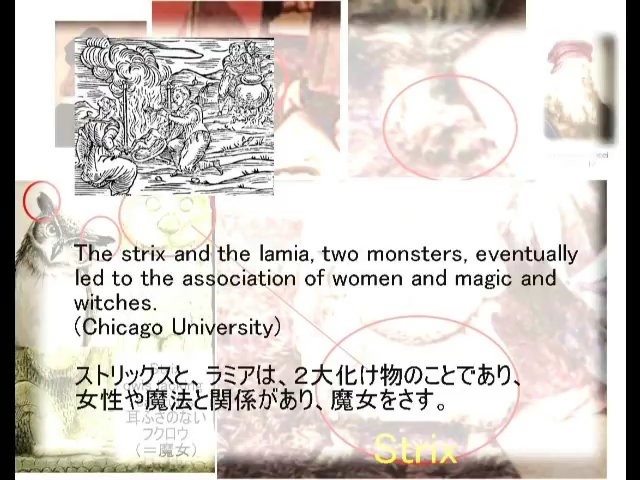 The strix and the lamia, two monsters, eventually
led to the association of women and magic and
witches.
(Chicago University)
ストリックスと、ラミアは、２大化け物のことであり、
女性や魔法と関係があり、魔女をさす。
耳ふさのない
フクロウ
（＝魔女）
Strix